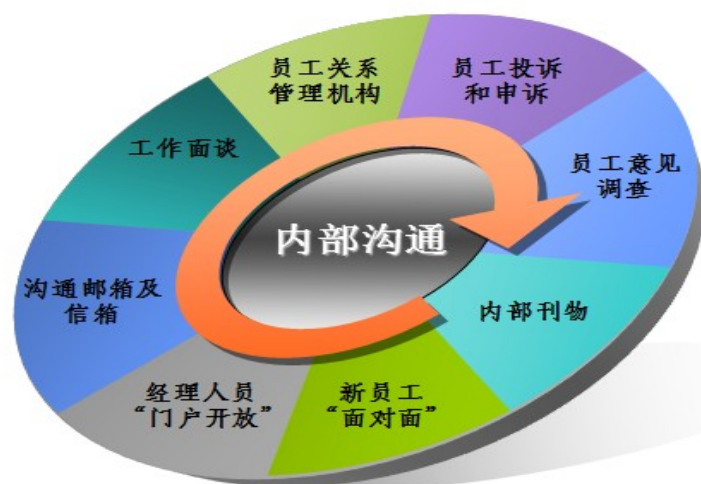 员工关系
管理机构
员工投诉
和申诉
员工意见
调查
内部刊物
新员工
“面对面”
经理人员
“门户开放”
沟通邮箱及
信箱
工作面谈
内部沟通